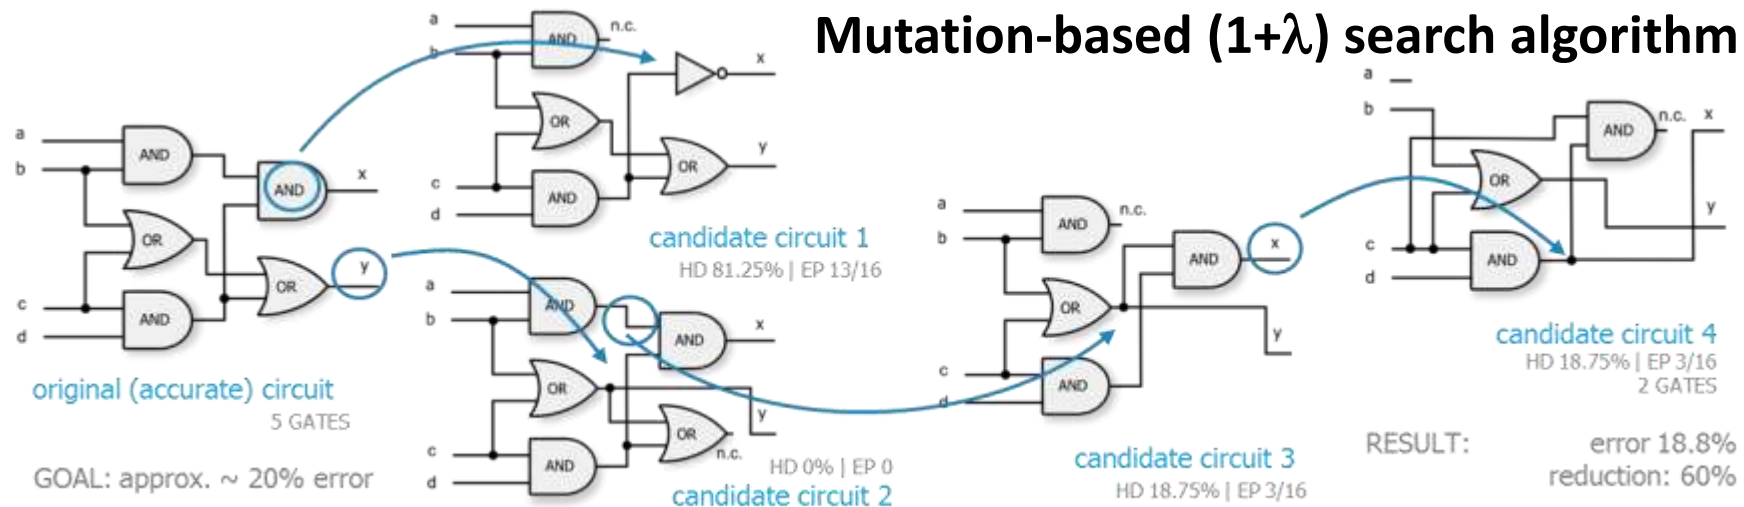 Mutation-based (1+λ) search algorithm
a
b
c
d
AND
OR
AND
AND
OR
x
y
original (accurate) circuit
5 GATES
GOAL: approx. ~ 20% error
a
b
c
d
AND
n.c.
OR
AND
OR
x
y
candidate circuit 1
HD 81.25% | EP 13/16
a
b
c
d
AND
OR
AND
AND
OR
n.c.
x
y
HD 0% | EP 0
candidate circuit 2
a
b
c
d
AND
n.c.
OR
AND
AND
x
y
candidate circuit 3
HD 18.75% | EP 3/16
a
b
c
d
AND
n.c.
OR
AND
x
y
candidate circuit 4
HD 18.75% | EP 3/16
2 GATES
RESULT: error 18.8%
reduction: 60%